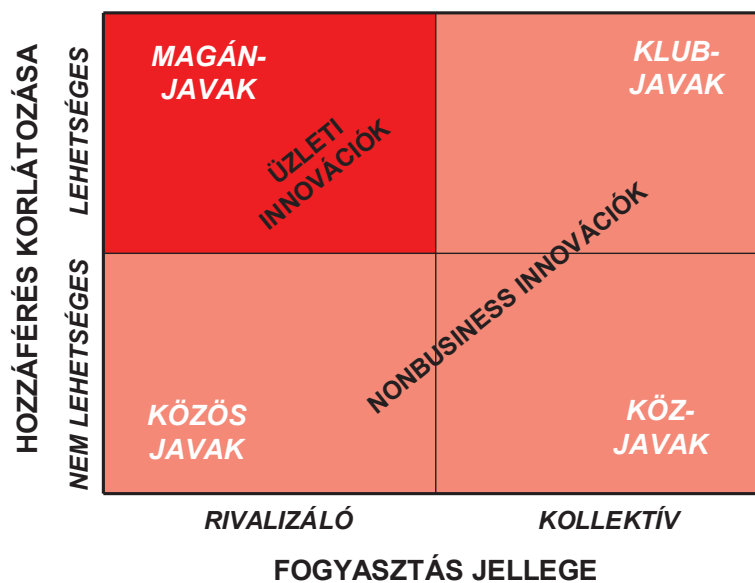 HOZZÁFÉRÉS KORLÁTOZÁSA
LEHETSÉGES
NEM LEHETSÉGES
MAGÁN-
JAVAK
KLUB-
JAVAK
ÜZLETI
INNOVÁCIÓK
NONBUSINESS INNOVÁCIÓK
KÖZÖS
JAVAK
KÖZ-
JAVAK
RIVALIZÁLÓ
KOLLEKTÍV
FOGYASZTÁS JELLEGE